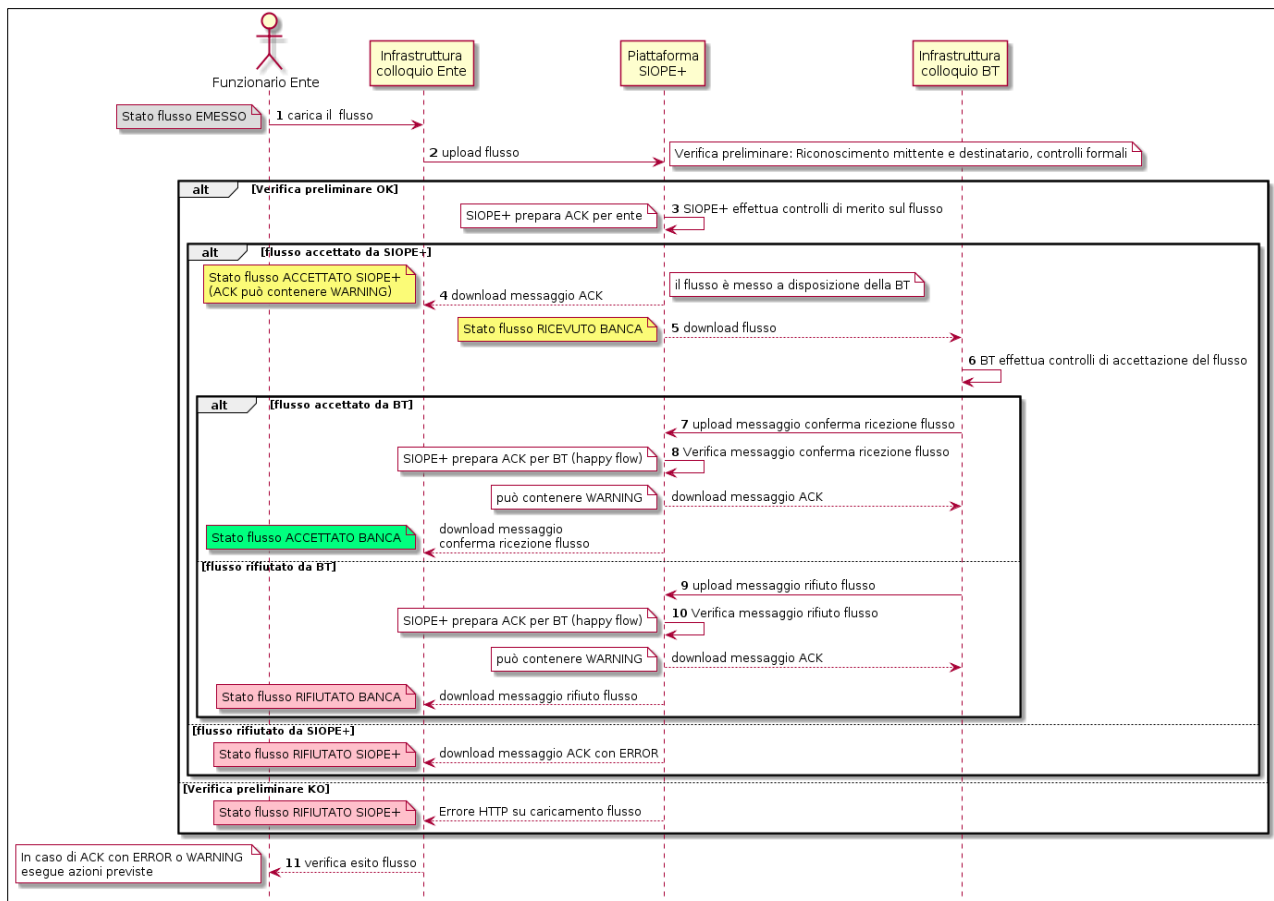 Funzionario Ente
Infrastruttura
colloquio Ente
Piattaforma
SIOPE+
Infrastruttura
colloquio BT
Stato flusso EMESSO
1 carica il  flusso
2 upload flusso
Verifica preliminare: Riconoscimento mittente e destinatario, controlli formali
alt
[Verifica preliminare OK]
SIOPE+ prepara ACK per ente
3 SIOPE+ effettua controlli di merito sul flusso
alt
[flusso accettato da SIOPE+]
Stato flusso ACCETTATO SIOPE+
(ACK può contenere WARNING)
4 download messaggio ACK
il flusso è messo a disposizione della BT
Stato flusso RICEVUTO BANCA
5 download flusso
6 BT effettua controlli di accettazione del flusso
alt
[flusso accettato da BT]
7 upload messaggio conferma ricezione flusso
SIOPE+ prepara ACK per BT (happy flow)
8 Verifica messaggio conferma ricezione flusso
può contenere WARNING
download messaggio ACK
Stato flusso ACCETTATO BANCA
download messaggio
conferma ricezione flusso
[flusso rifiutato da BT]
9 upload messaggio rifiuto flusso
SIOPE+ prepara ACK per BT (happy flow)
10 Verifica messaggio rifiuto flusso
può contenere WARNING
download messaggio ACK
Stato flusso RIFIUTATO BANCA
download messaggio rifiuto flusso
[flusso rifiutato da SIOPE+]
Stato flusso RIFIUTATO SIOPE+
download messaggio ACK con ERROR
[Verifica preliminare KO]
Stato flusso RIFIUTATO SIOPE+
Errore HTTP su caricamento flusso
In caso di ACK con ERROR o WARNING
esegue azioni previste
11 verifica esito flusso